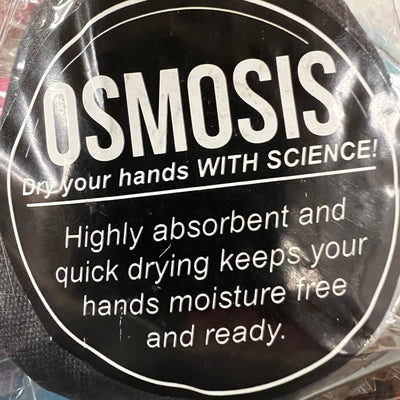 OSMOSIS
Dry your hands WITH SCIENCE!
Highly absorbent and
quick drying keeps your
hands moisture free
and ready.